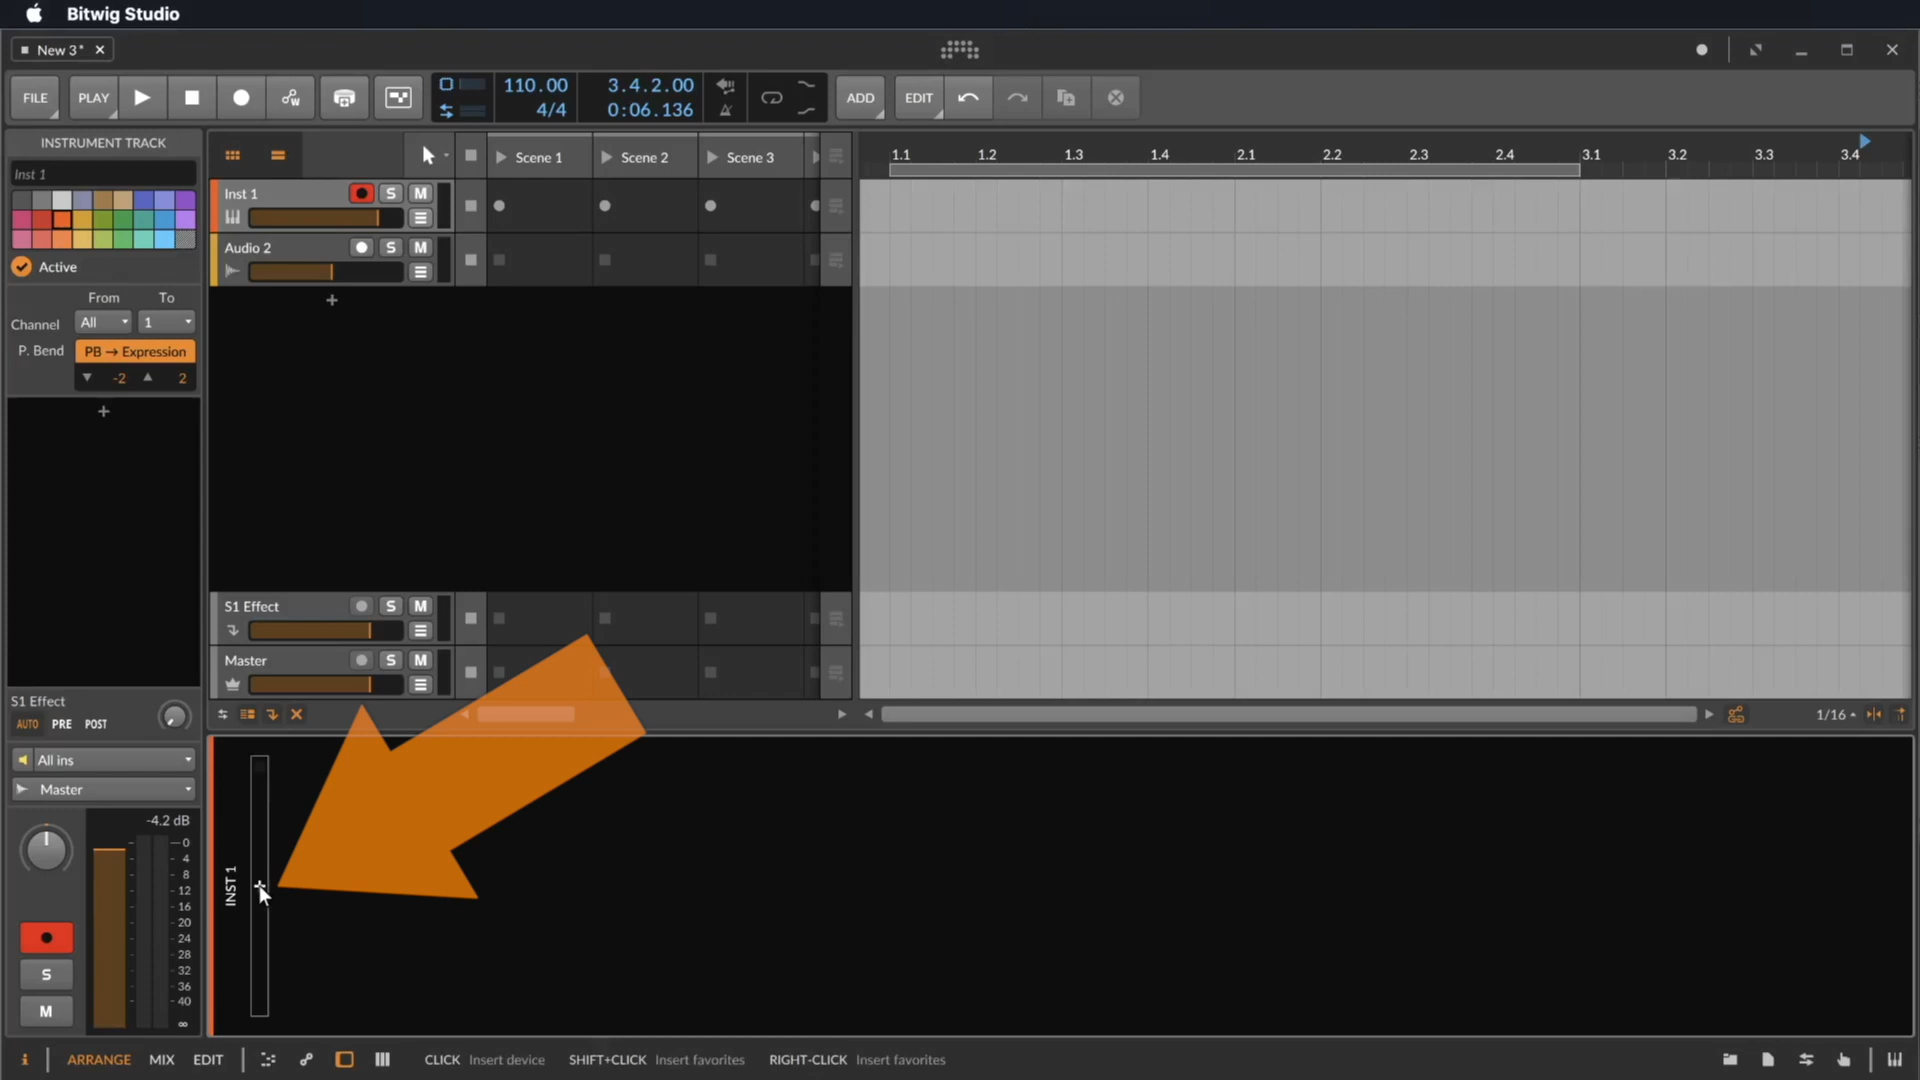 Bitwig Studio
New 3*
FILE
PLAY
110.00
4/4
3.4.2.00
0:06.136
ADD
EDIT
INSTRUMENT TRACK
Inst 1
Active
From To
Channel All 1
P. Bend PB → Expression
-2 2
Scene 1
Scene 2
Scene 3
1.1 1.2 1.3 1.4 2.1 2.2 2.3 2.4 3.1 3.2 3.3 3.4
Inst 1 S M
Audio 2 S M
S1 Effect S M
Master S M
1/16
S1 Effect
AUTO PRE POST
All ins
Master
-4.2 dB
0
4
8
12
16
20
24
28
32
36
40
∞
S
M
INST 1
i ARRANGE MIX EDIT
CLICK Insert device SHIFT+CLICK Insert favorites RIGHT-CLICK Insert favorites